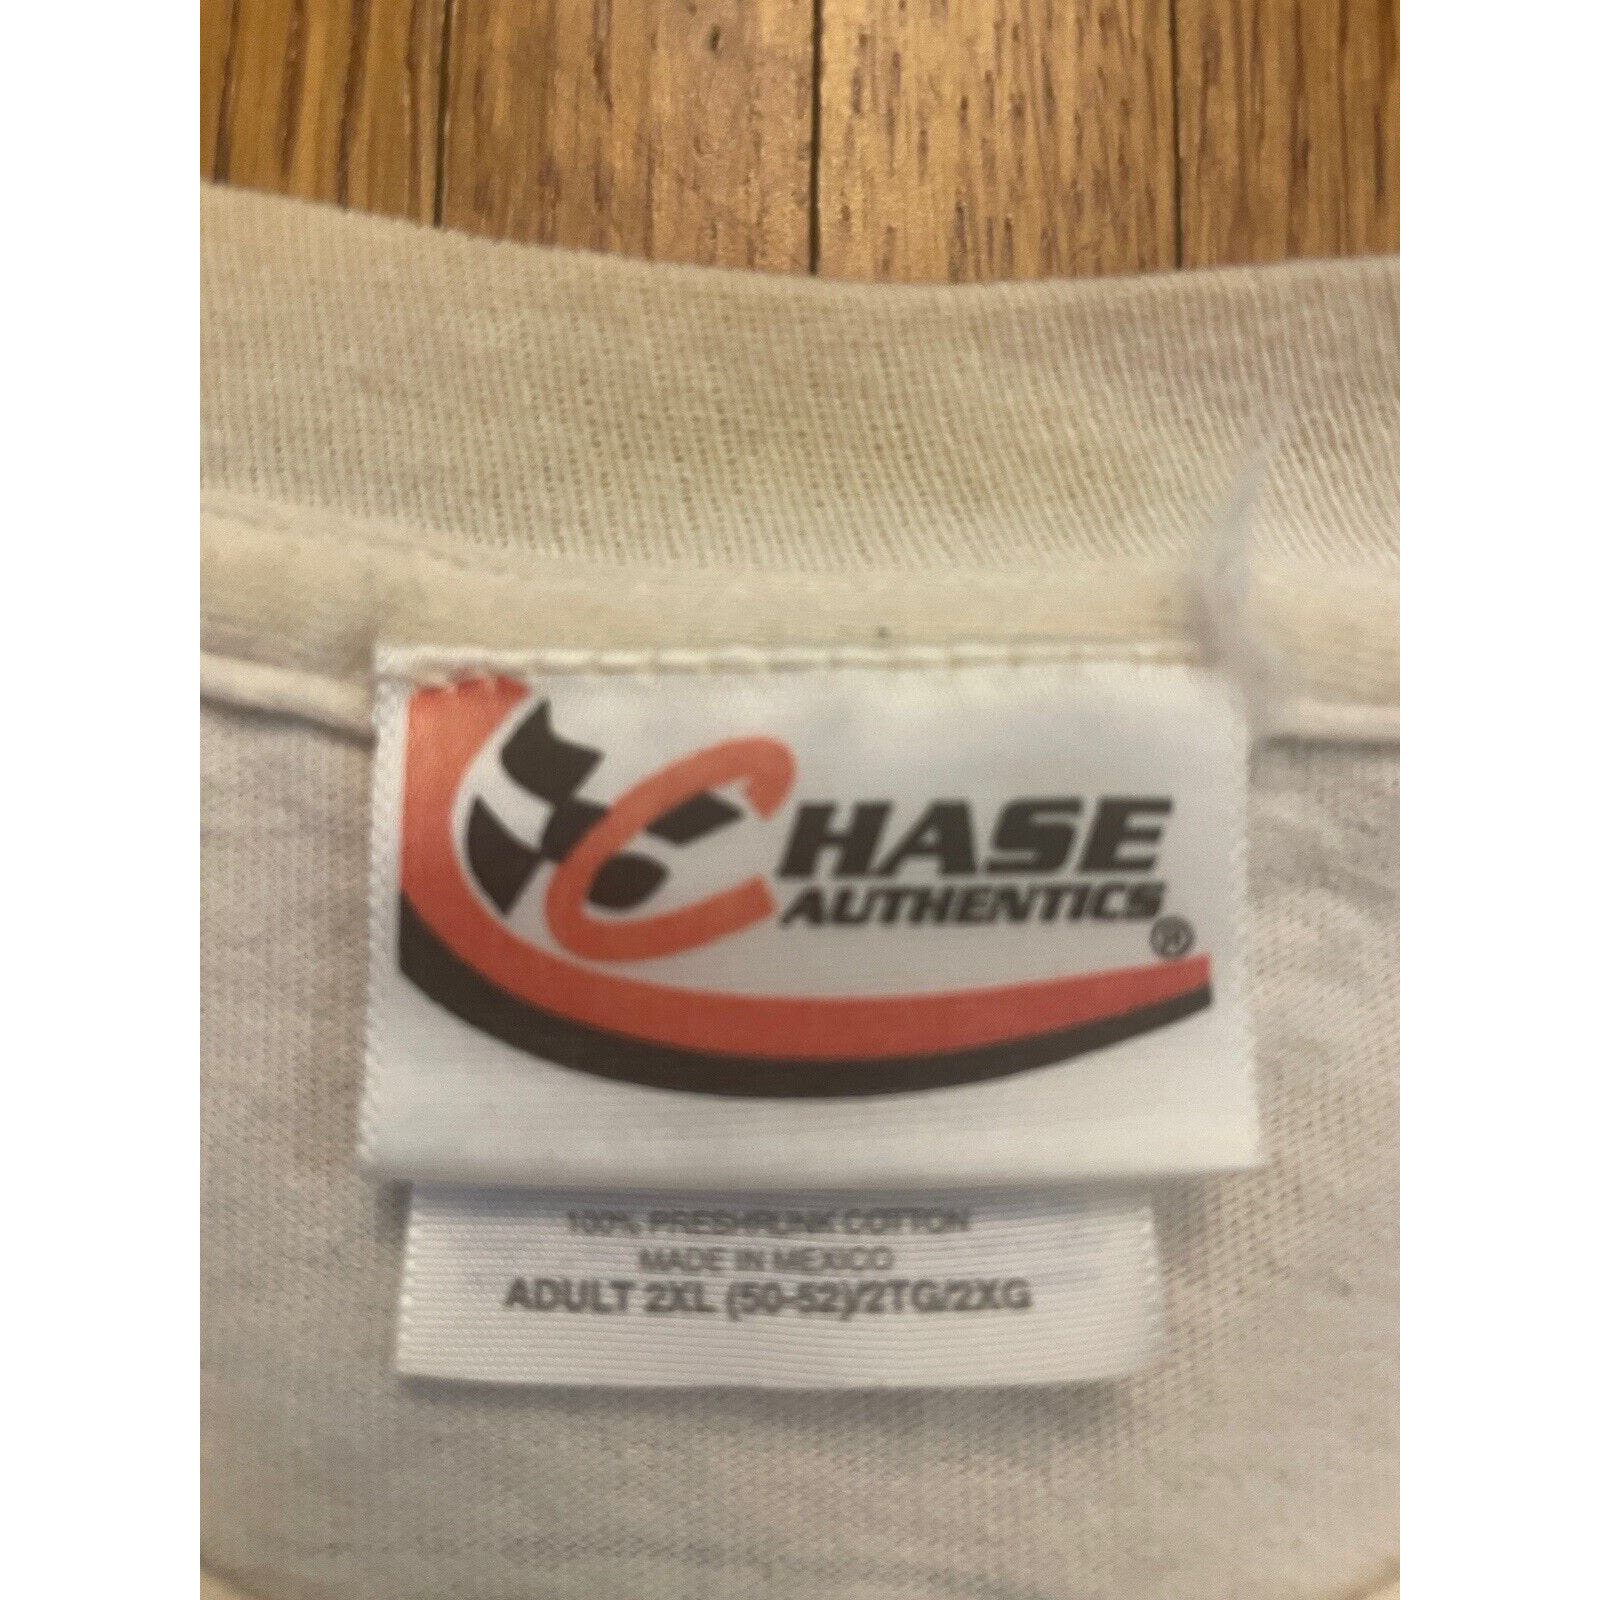 CHASE
AUTHENTICS®
100% PRESHRUNK COTTON
MADE IN MEXICO
ADULT 2XL (50-52)/2TG/2XG